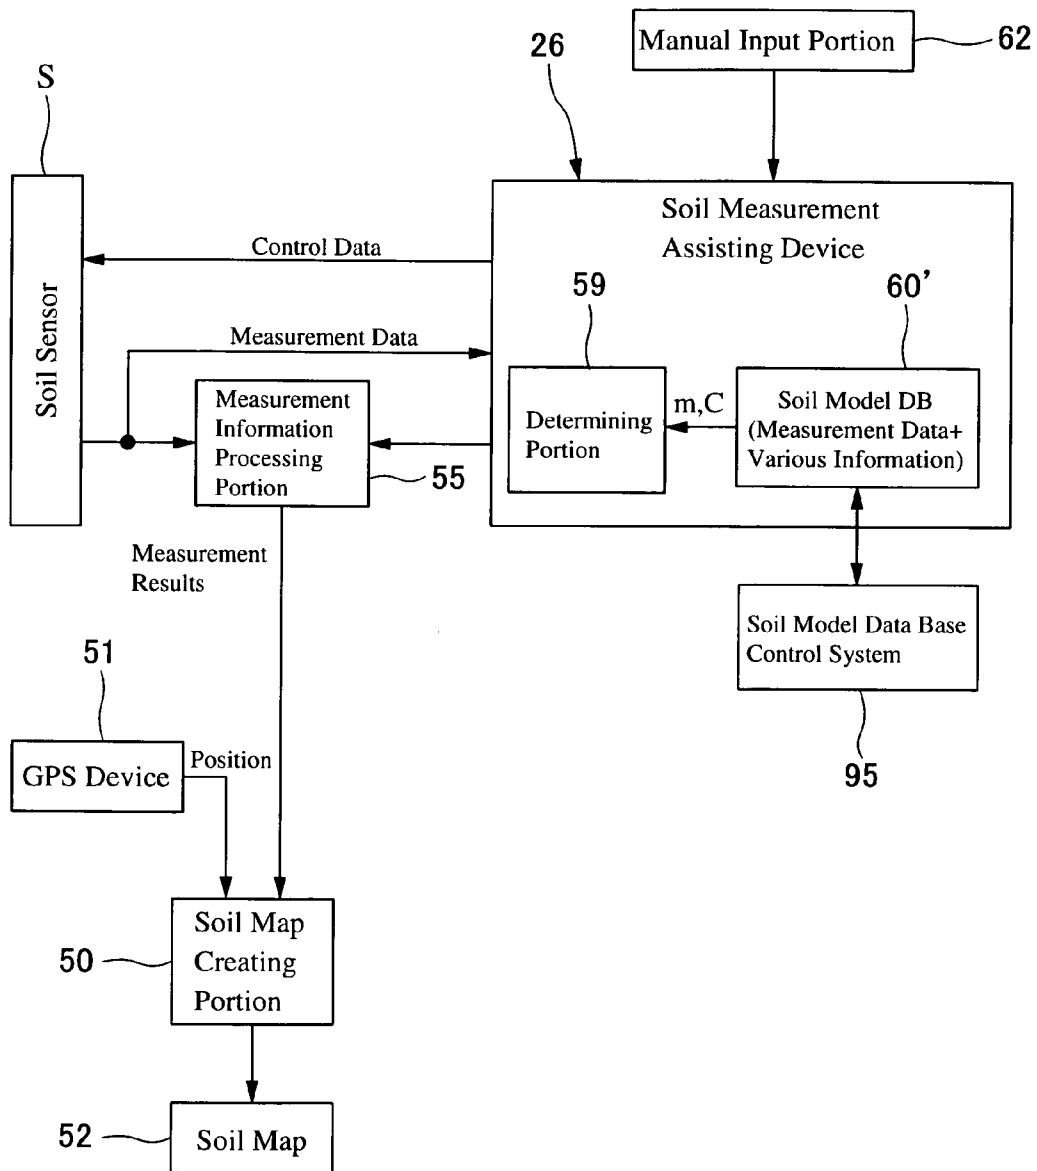 Manual Input Portion
62
26
S
Soil Measurement
Assisting Device
Control Data
59
60’
Soil Sensor
Measurement Data
Measurement
Information
Processing
Portion
55
Determining
Portion
m,C
Soil Model DB
(Measurement Data+
Various Information)
Measurement
Results
Soil Model Data Base
Control System
95
51
GPS Device
Position
Soil Map
Creating
Portion
50
52
Soil Map